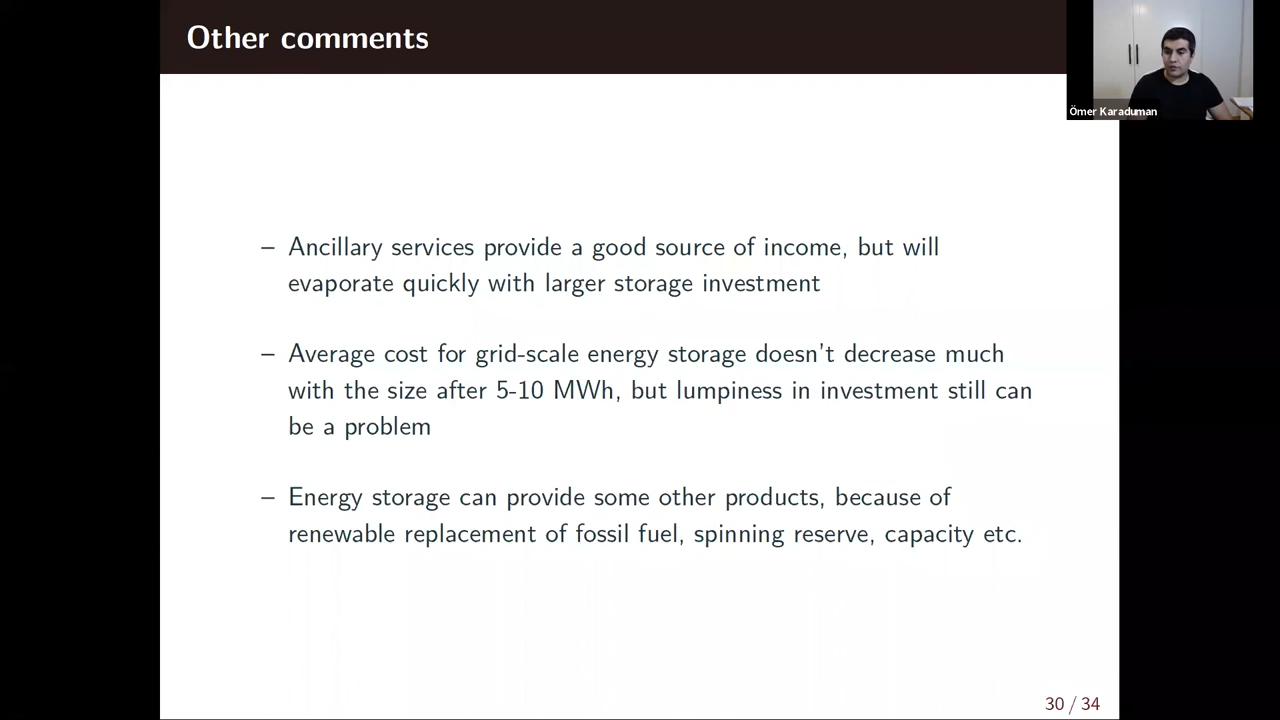 Other comments
Ömer Karaduman
– Ancillary services provide a good source of income, but will
evaporate quickly with larger storage investment
– Average cost for grid-scale energy storage doesn't decrease much
with the size after 5-10 MWh, but lumpiness in investment still can
be a problem
– Energy storage can provide some other products, because of
renewable replacement of fossil fuel, spinning reserve, capacity etc.
30 / 34